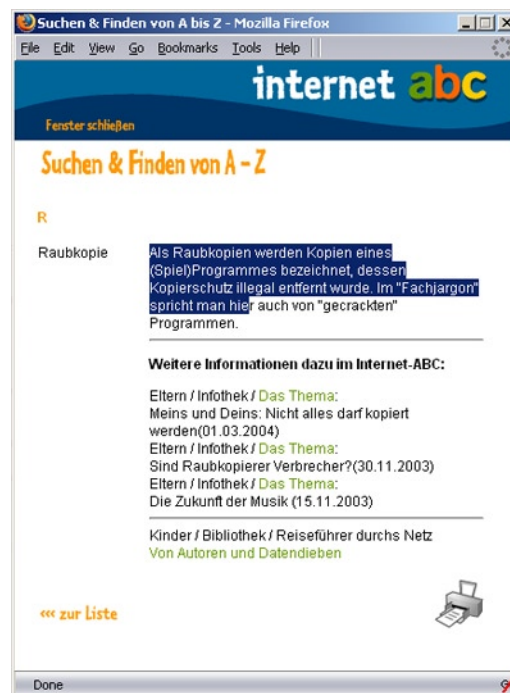 Suchen & Finden von A bis Z - Mozilla Firefox
File Edit View Go Bookmarks Tools Help
internet abc
Fenster schließen
Suchen & Finden von A - Z
R
Raubkopie
Als Raubkopien werden Kopien eines
(Spiel)Programmes bezeichnet, dessen
Kopierschutz illegal entfernt wurde. Im "Fachjargon"
spricht man hier auch von "gecrackten"
Programmen.
Weitere Informationen dazu im Internet-ABC:
Eltern / Infothek / Das Thema:
Meins und Deins: Nicht alles darf kopiert
werden(01.03.2004)
Eltern / Infothek / Das Thema:
Sind Raubkopierer Verbrecher?(30.11.2003)
Eltern / Infothek / Das Thema:
Die Zukunft der Musik (15.11.2003)
Kinder / Bibliothek / Reiseführer durchs Netz
Von Autoren und Datendieben
<<< zur Liste
Done